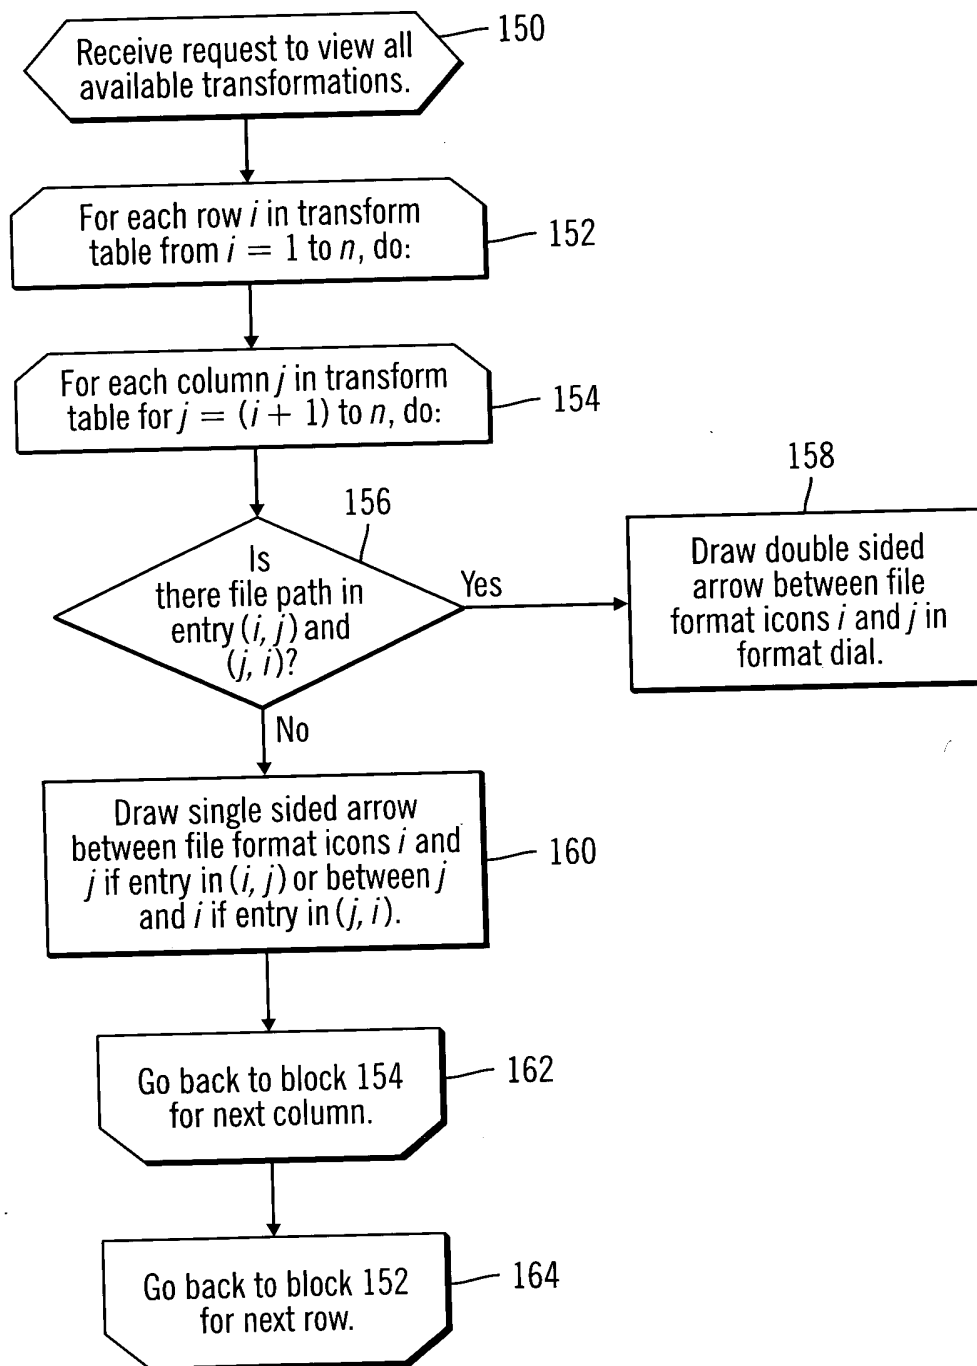 Receive request to view all
available transformations.
150
For each row i in transform
table from i = 1 to n, do:
152
For each column j in transform
table for j = (i + 1) to n, do:
154
156
Is
there file path in
entry (i, j) and
(j, i)?
Yes
158
Draw double sided
arrow between file
format icons i and j in
format dial.
No
Draw single sided arrow
between file format icons i and
j if entry in (i, j) or between j
and i if entry in (j, i).
160
Go back to block 154
for next column.
162
Go back to block 152
for next row.
164